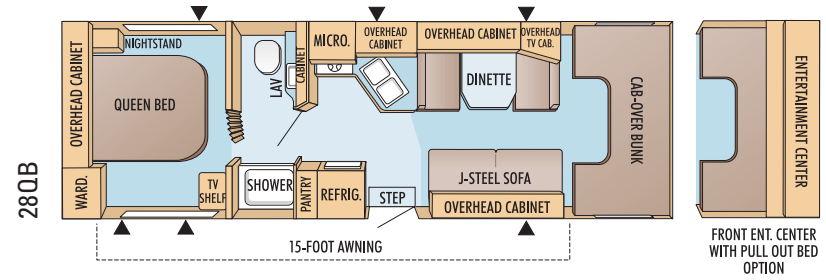 28QB
OVERHEAD CABINET
NIGHTSTAND
QUEEN BED
WARD.
TV
SHELF
LAV
CABINET
SHOWER
PANTRY
REFRIG.
MICRO.
OVERHEAD
CABINET
OVERHEAD CABINET
OVERHEAD
TV CAB.
DINETTE
J-STEEL SOFA
OVERHEAD CABINET
STEP
CAB-OVER BUNK
15-FOOT AWNING
ENTERTAINMENT CENTER
FRONT ENT. CENTER
WITH PULL OUT BED
OPTION